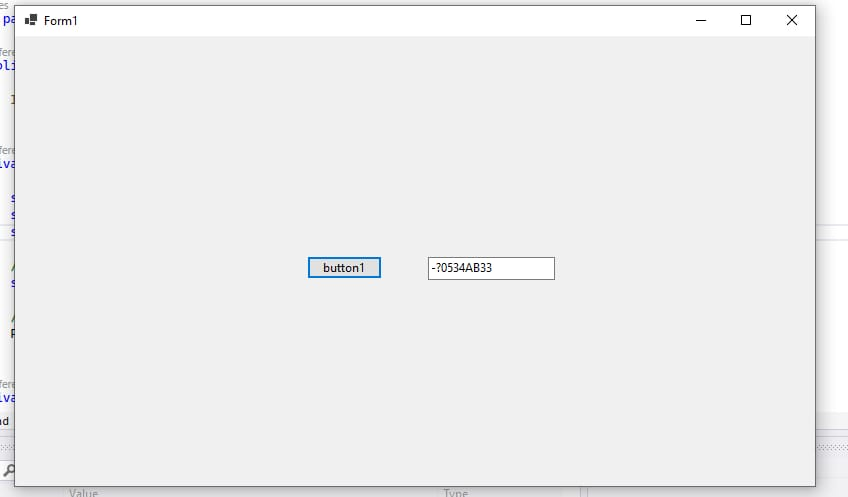 Form1
button1
-?0534AB33
Value
Type